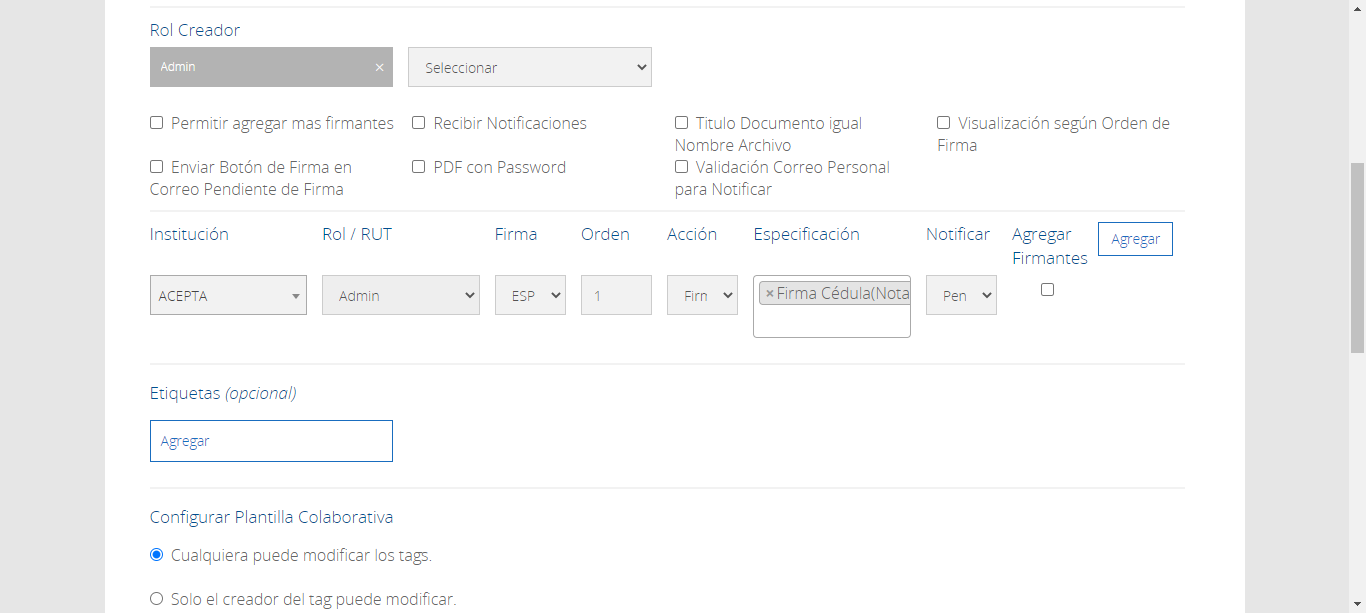 Rol Creador
Admin × Seleccionar
Permitir agregar mas firmantes Recibir Notificaciones Titulo Documento igual Nombre Archivo Visualización según Orden de Firma
Enviar Botón de Firma en Correo Pendiente de Firma PDF con Password Validación Correo Personal para Notificar
Institución Rol / RUT Firma Orden Acción Especificación Notificar Agregar Firmantes Agregar
ACEPTA Admin ESP 1 Firn ×Firma Cédula(Nota Pen
Etiquetas (opcional)
Agregar
Configurar Plantilla Colaborativa
Cualquiera puede modificar los tags.
Solo el creador del tag puede modificar.